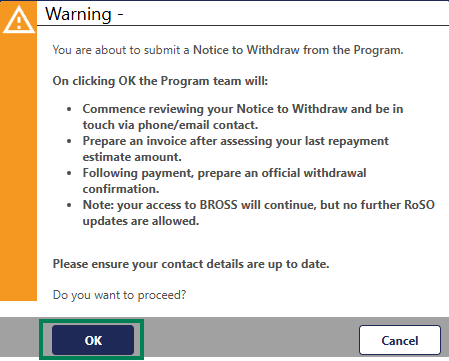 Warning -
You are about to submit a Notice to Withdraw from the Program.
On clicking OK the Program team will:
• Commence reviewing your Notice to Withdraw and be in
touch via phone/email contact.
• Prepare an invoice after assessing your last repayment
estimate amount.
• Following payment, prepare an official withdrawal
confirmation.
• Note: your access to BROSS will continue, but no further RoSO
updates are allowed.
Please ensure your contact details are up to date.
Do you want to proceed?
OK
Cancel